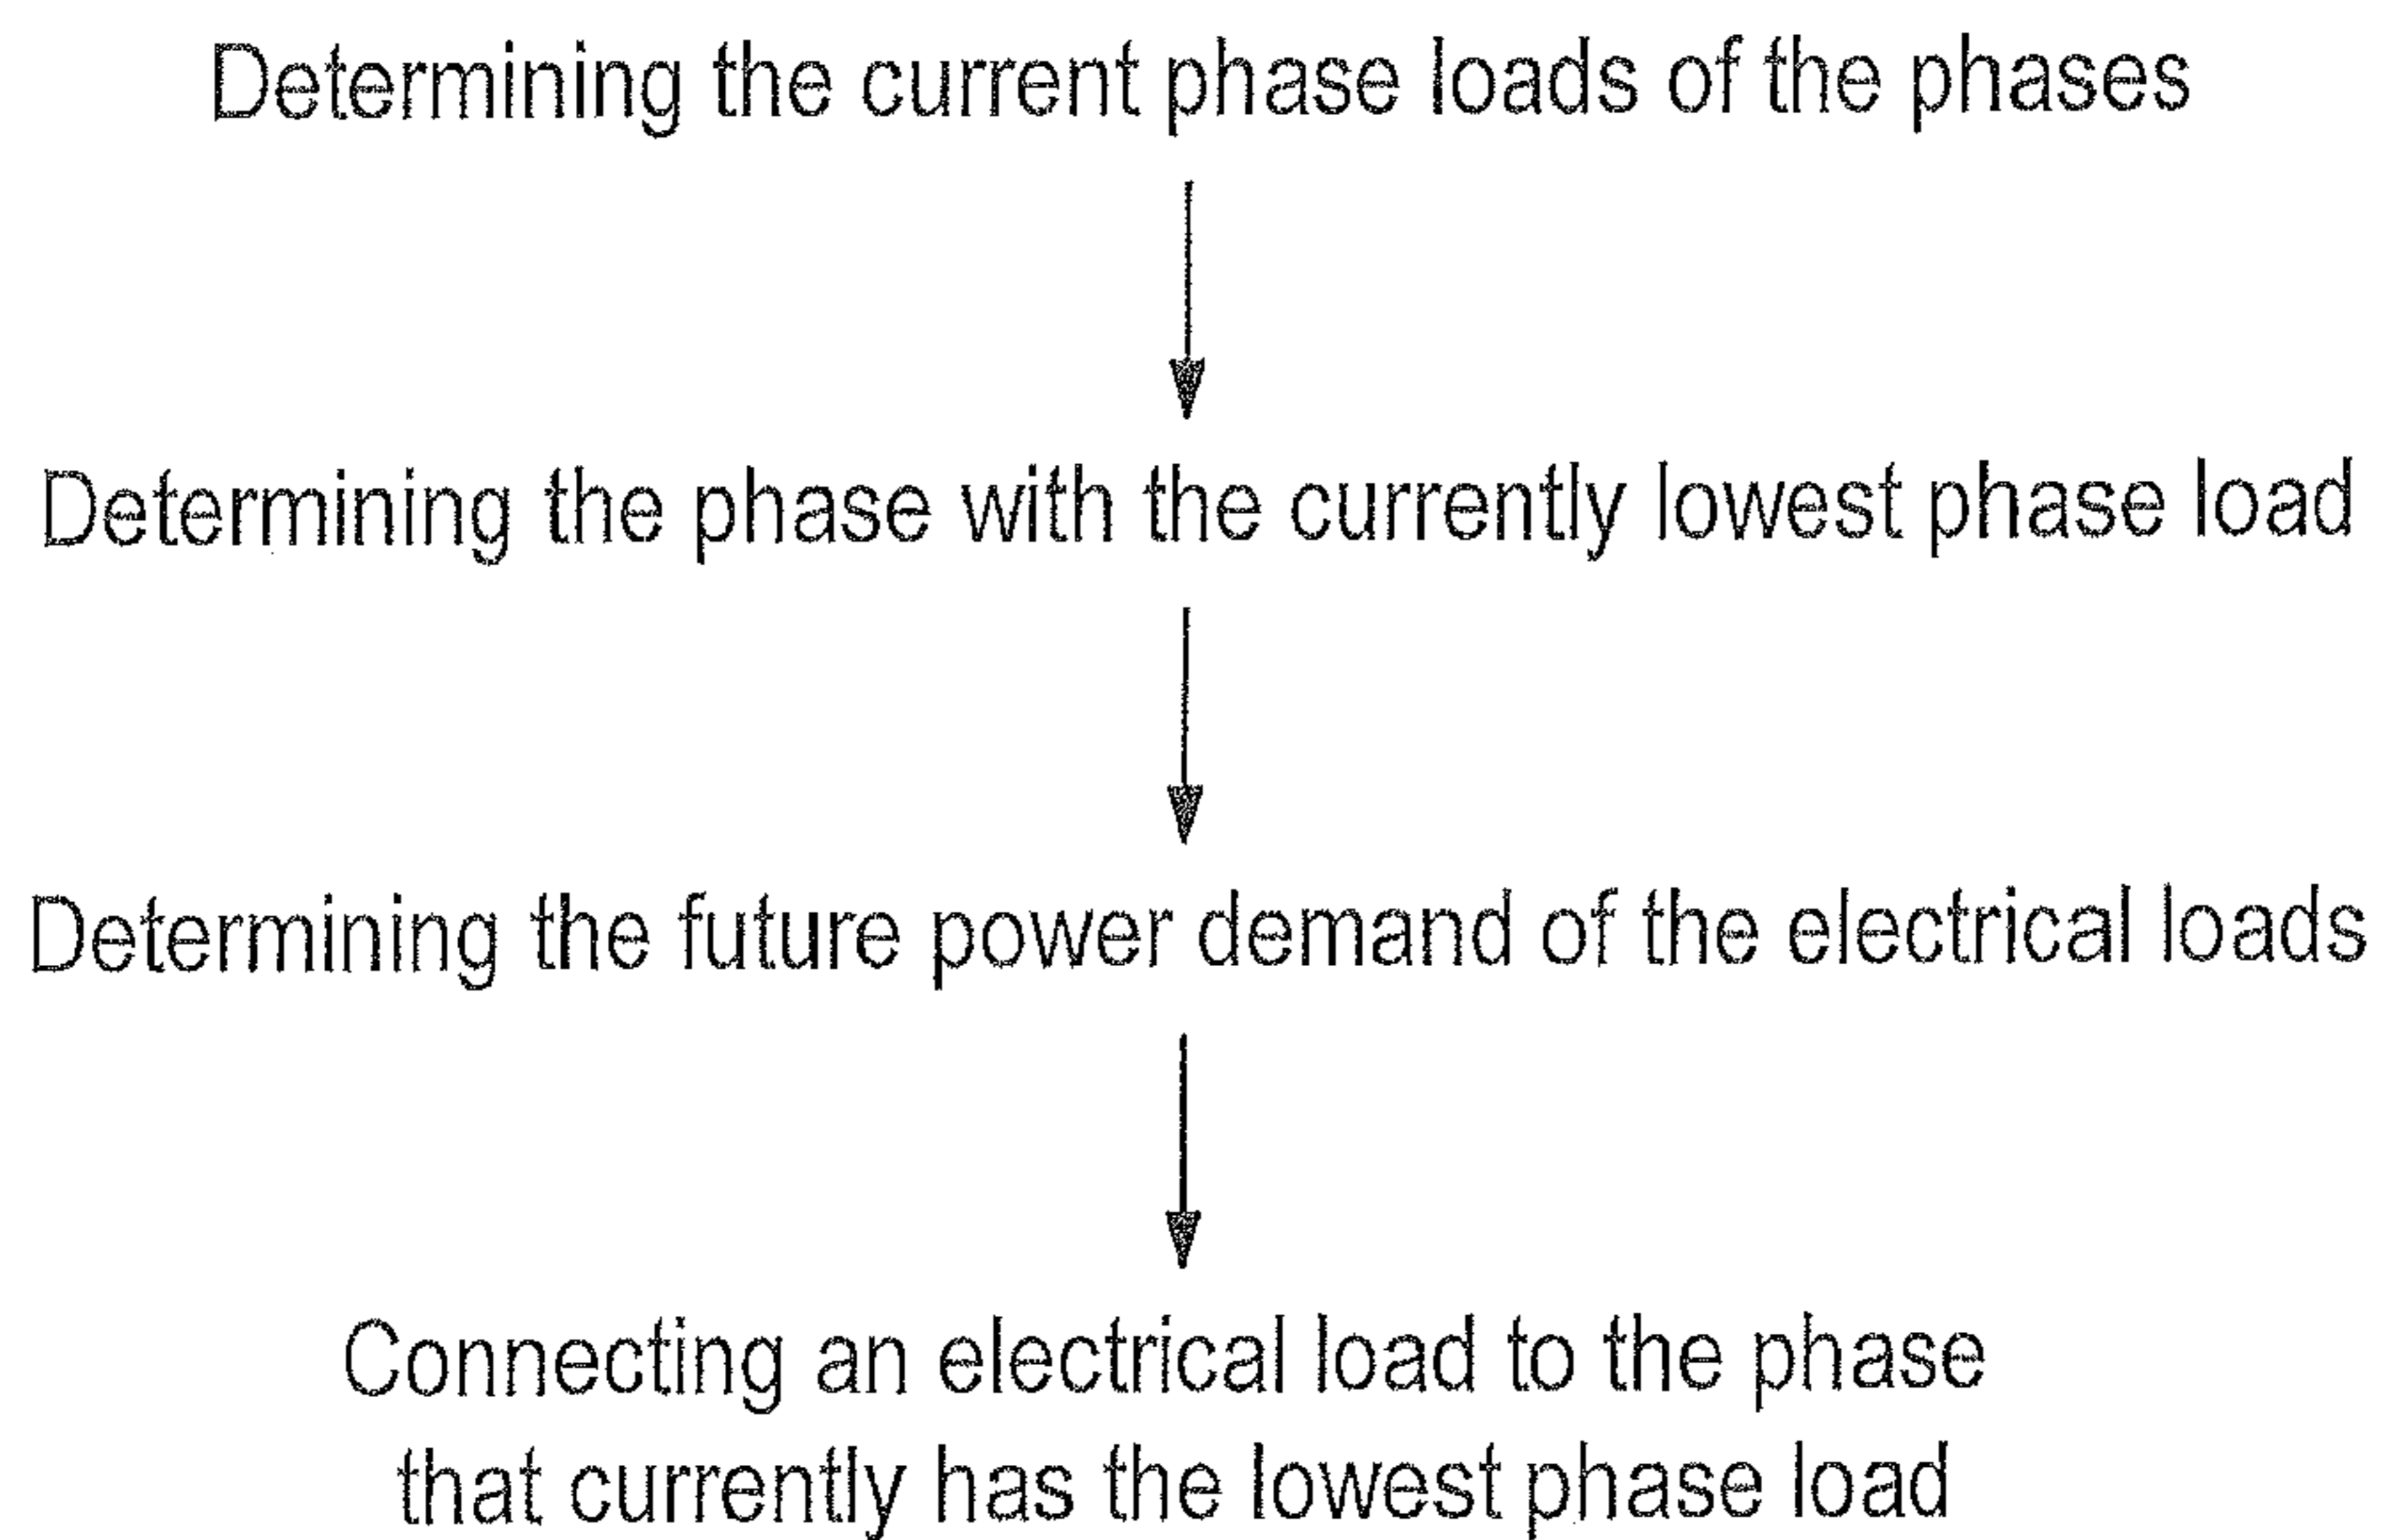 Determining the current phase loads of the phases
Determining the phase with the currently lowest phase load
Determining the future power demand of the electrical loads
Connecting an electrical load to the phase
that currently has the lowest phase load